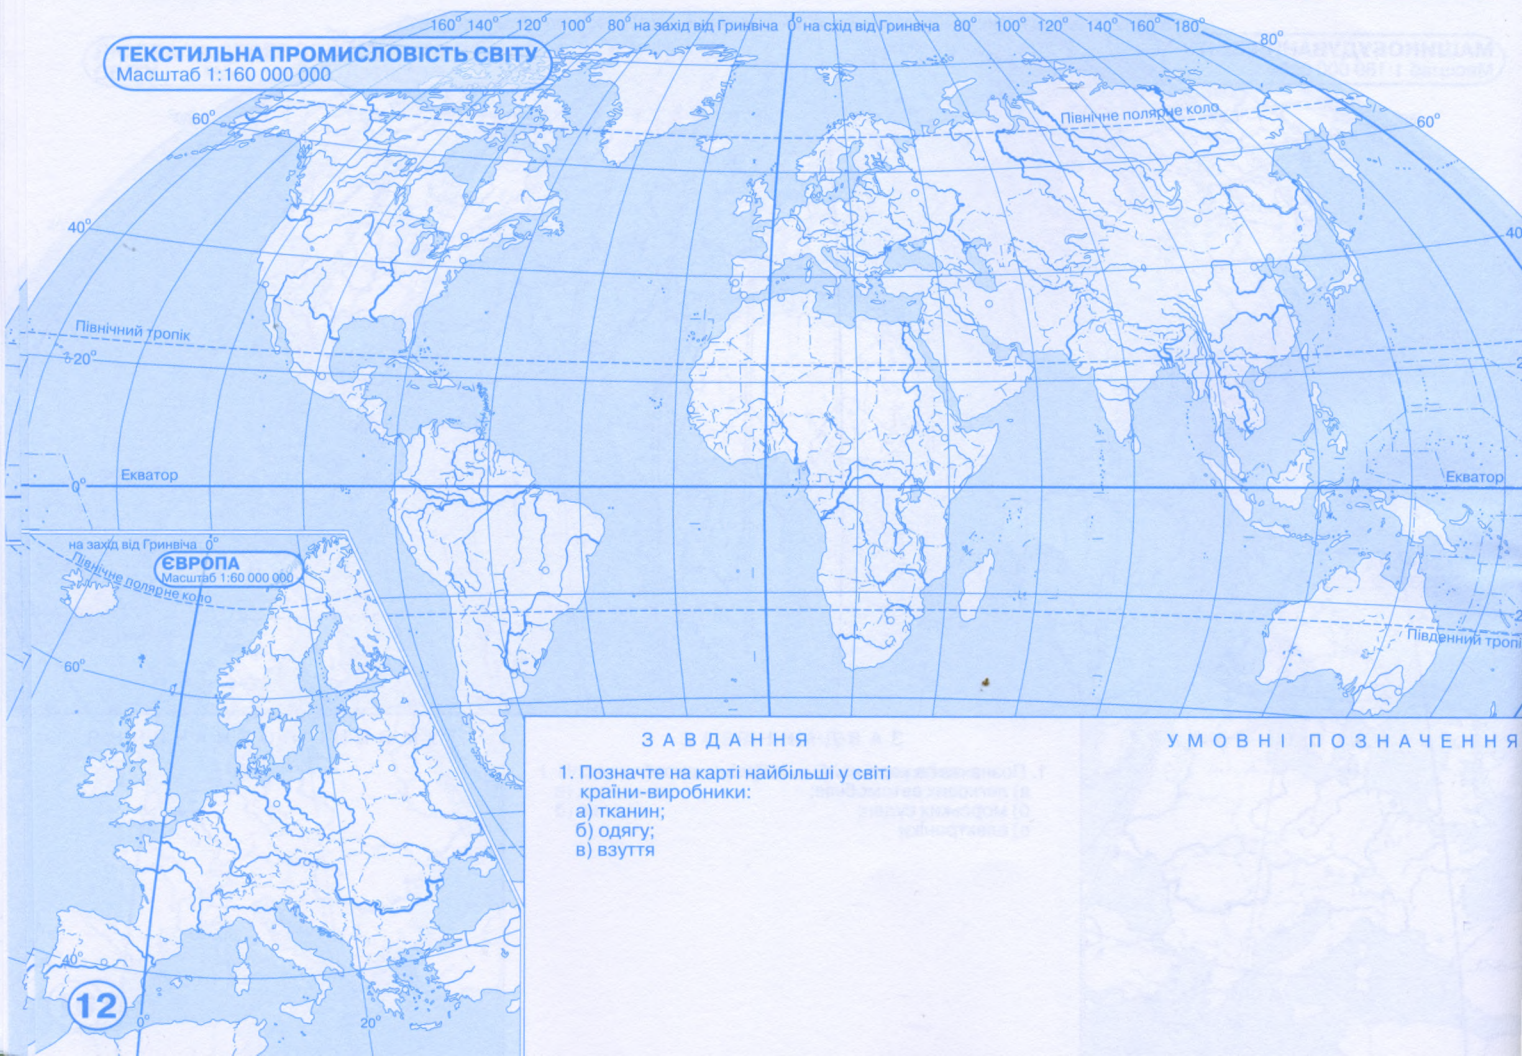 160° 140° 120° 100° 80° на захід від Гринвіча 0° на схід від Гринвіча 80° 100° 120° 140° 160° 180°
80°
ТЕКСТИЛЬНА ПРОМИСЛОВІСТЬ СВІТУ
Масштаб 1:160 000 000
60°
Північне полярне коло
60°
40°
40
Північний тропік
20°
2
Екватор
Екватор
0°
на захід від Гринвіча 0°
ЄВРОПА
Масштаб 1:60 000 000
Північне полярне коло
2
Південний тропі
60°
ЗАВДАННЯ
УМОВНІ ПОЗНАЧЕННЯ
1. Позначте на карті найбільші у світі
країни-виробники:
а) тканин;
б) одягу;
в) взуття
40°
12
0°
20°